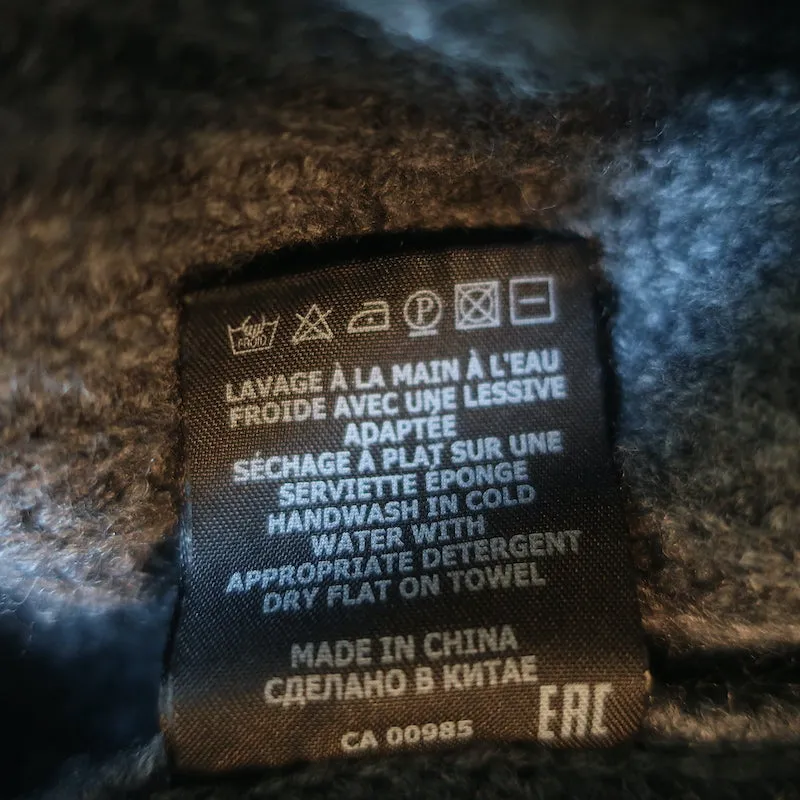 FROID P
LAVAGE À LA MAIN À L'EAU
FROIDE AVEC UNE LESSIVE
ADAPTÉE
SÉCHAGE À PLAT SUR UNE
SERVIETTE ÉPONGE
HANDWASH IN COLD
WATER WITH
APPROPRIATE DETERGENT
DRY FLAT ON TOWEL
MADE IN CHINA
СДЕЛАНО В КИТАЕ
EAC
CA 00985